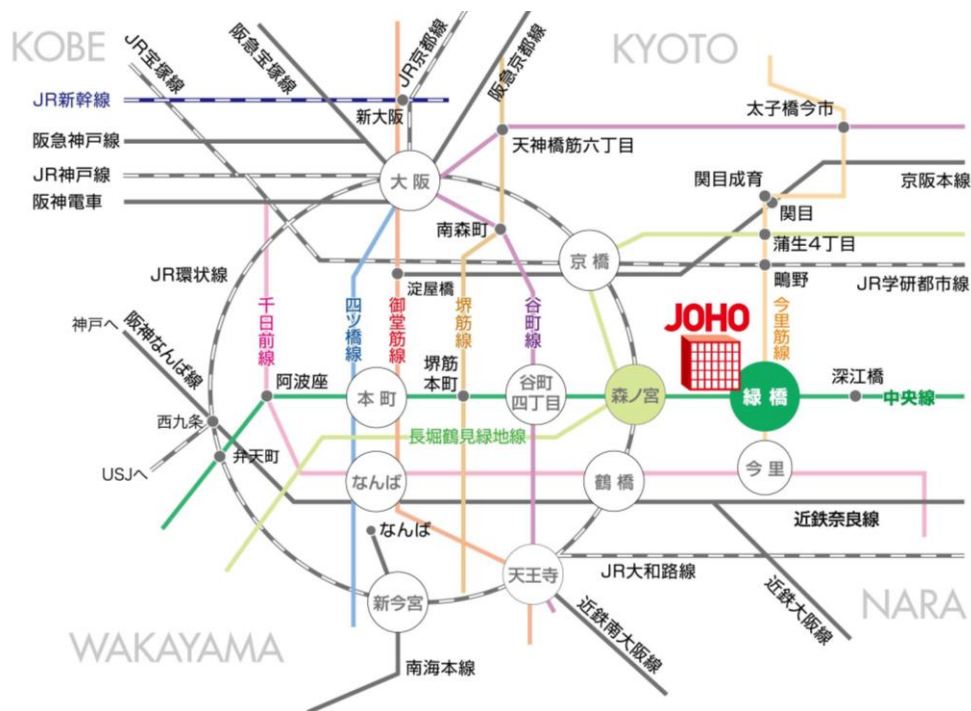 KOBE
阪急宝塚線
JR京都線
阪急京都線
KYOTO
JR宝塚線
JR新幹線
新大阪
太子橋今市
阪急神戸線
天神橋筋六丁目
JR神戸線
大阪
関目成育
京阪本線
阪神電車
関目
南森町
蒲生4丁目
京橋
JR環状線
淀屋橋
鴫野
JR学研都市線
千日前線
四ツ橋線
御堂筋線
堺筋線
谷町線
JOHO
今里筋線
神戸へ
阪神なんば線
阿波座
本町
堺筋
本町
谷町
四丁目
森ノ宮
緑橋
深江橋
中央線
西九条
長堀鶴見緑地線
弁天町
USJへ
なんば
鶴橋
今里
なんば
近鉄奈良線
天王寺
JR大和路線
新今宮
近鉄南大阪線
近鉄大阪線
NARA
WAKAYAMA
南海本線